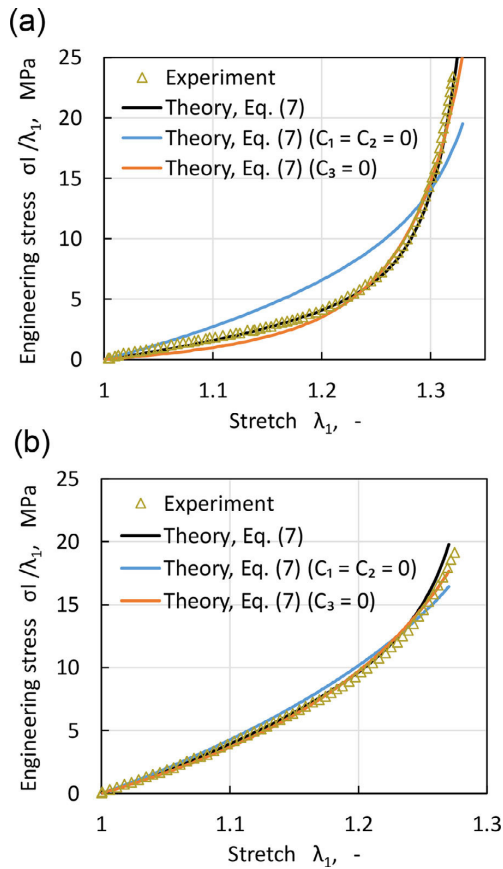 (a)
25
20
15
10
5
0
Engineering stress σl/λ₁, MPa
Experiment
Theory, Eq. (7)
Theory, Eq. (7) (C₁ = C₂ = 0)
Theory, Eq. (7) (C₃ = 0)
1 1.1 1.2 1.3
Stretch λ₁, -
(b)
25
20
15
10
5
0
Engineering stress σl/λ₁, MPa
Experiment
Theory, Eq. (7)
Theory, Eq. (7) (C₁ = C₂ = 0)
Theory, Eq. (7) (C₃ = 0)
1 1.1 1.2 1.3
Stretch λ₁, -